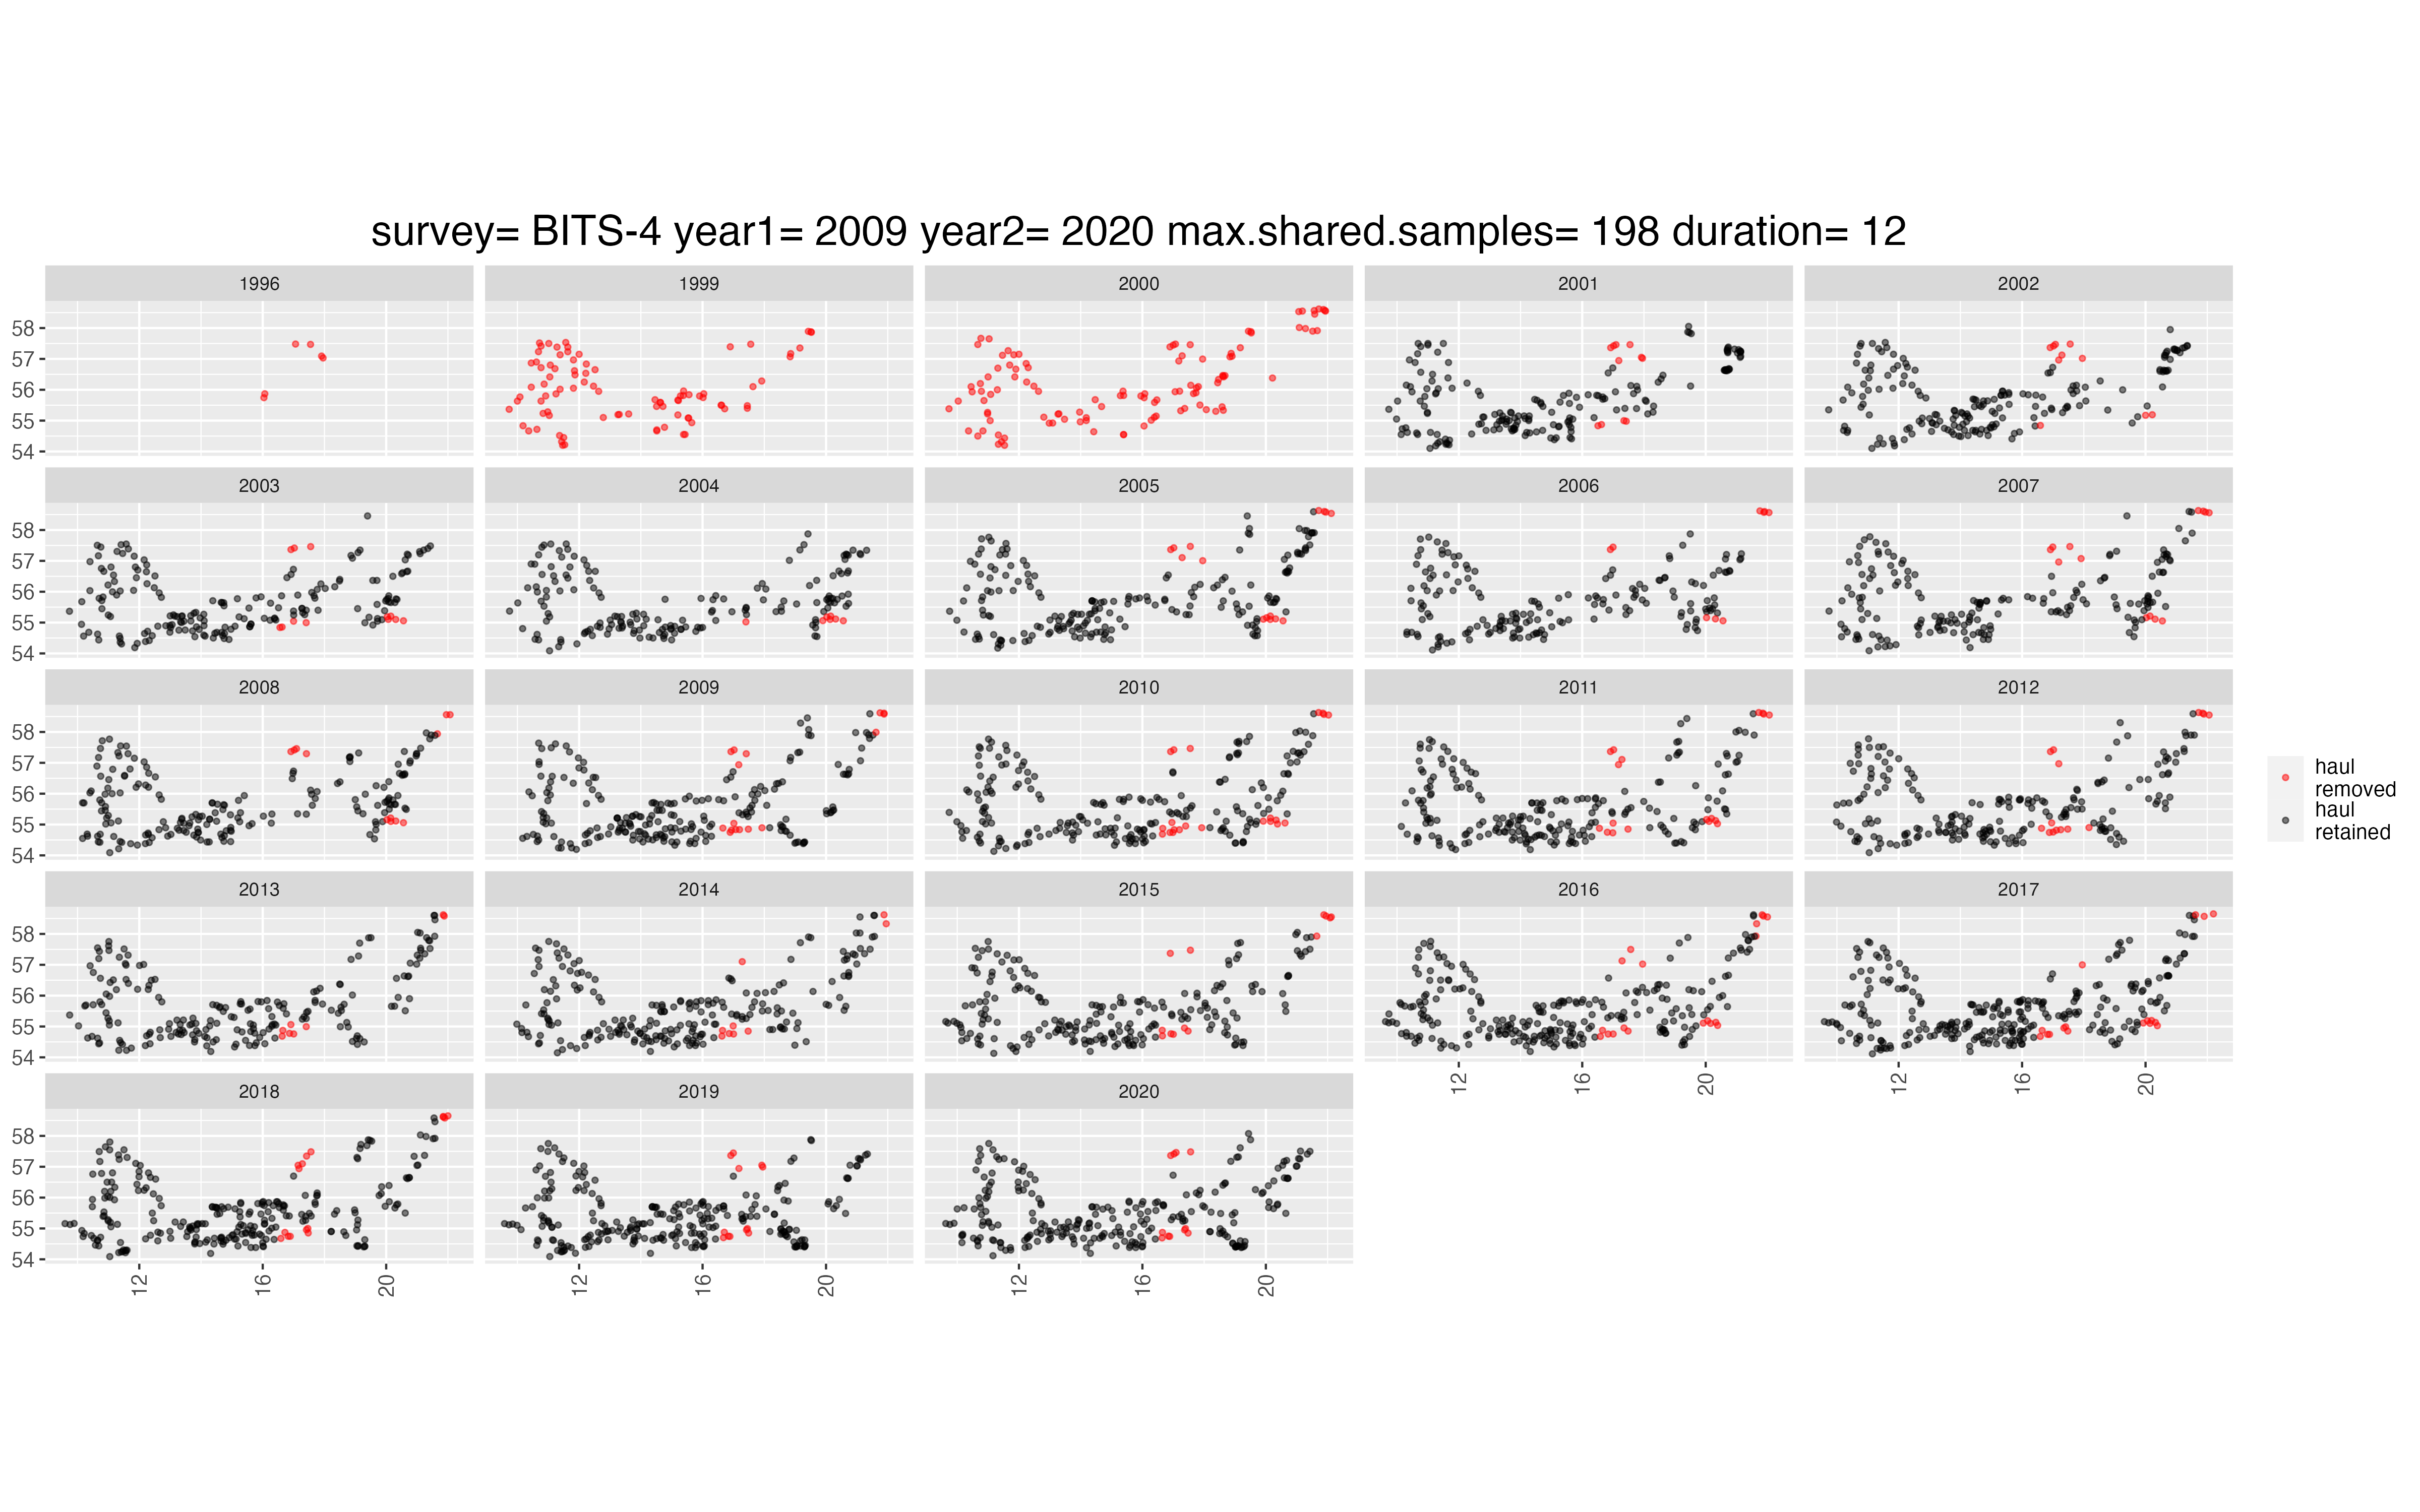 survey= BITS-4 year1= 2009 year2= 2020 max.shared.samples= 198 duration= 12
1996 1999 2000 2001 2002
58
57
56
55
54
2003 2004 2005 2006 2007
58
57
56
55
54
2008 2009 2010 2011 2012
58
57
56
55
54
haul
removed
haul
retained
2013 2014 2015 2016 2017
58
57
56
55
54
12 16 20 12 16 20
2018 2019 2020
58
57
56
55
54
12 16 20 12 16 20 12 16 20